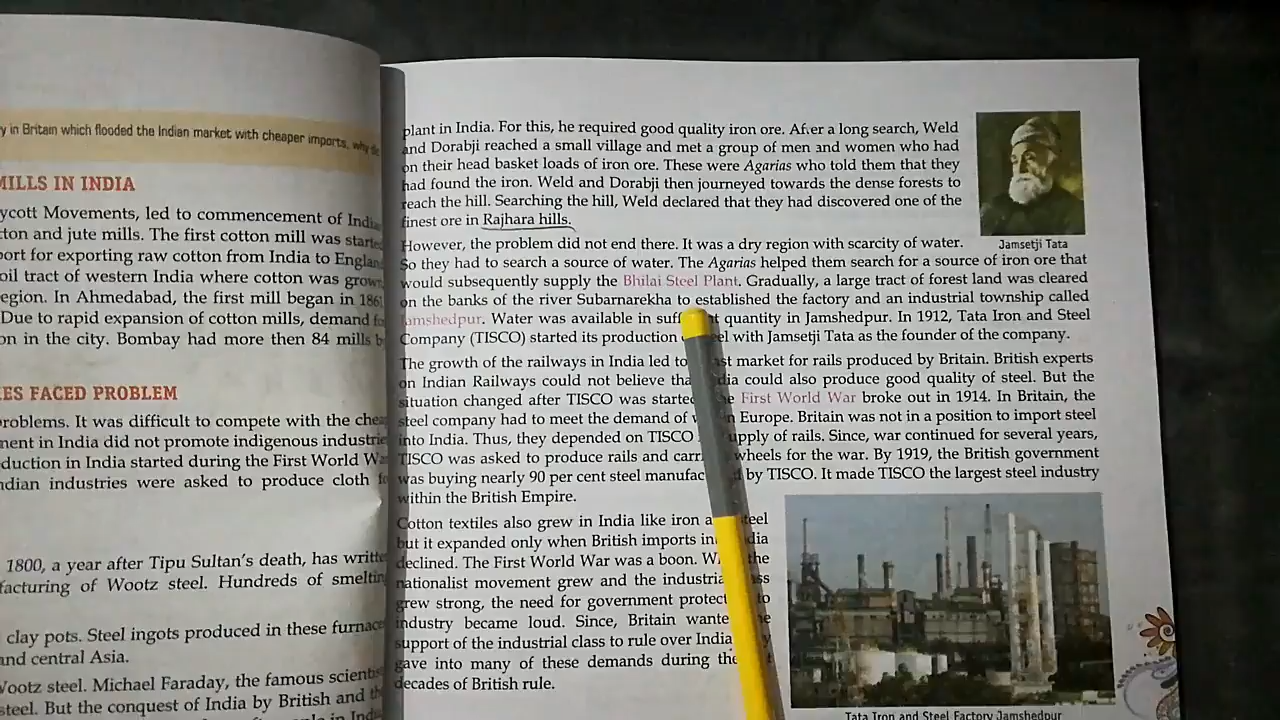 y in Britain which flooded the Indian market with cheaper imports, why
MILLS IN INDIA
ycott Movements, led to commencement of
ton and jute mills. The first cotton mill was
port for exporting raw cotton from India to
oil tract of western India where cotton was
egion. In Ahmedabad, the first mill began in
Due to rapid expansion of cotton mills, demand
on in the city. Bombay had more then 84 mills
ES FACED PROBLEM
roblems. It was difficult to compete with the
ment in India did not promote indigenous
duction in India started during the First World
ndian industries were asked to produce cloth
1800, a year after Tipu Sultan's death, has
facturing of Wootz steel. Hundreds of
clay pots. Steel ingots produced in these
and central Asia.
Wootz steel. Michael Faraday, the famous
steel. But the conquest of India by British and
plant in India. For this, he required good quality iron ore. After a long search, Weld
and Dorabji reached a small village and met a group of men and women who had
on their head basket loads of iron ore. These were Agarias who told them that they
had found the iron. Weld and Dorabji then journeyed towards the dense forests to
reach the hill. Searching the hill, Weld declared that they had discovered one of the
finest ore in Rajhara hills.
Jamsetji Tata
However, the problem did not end there. It was a dry region with scarcity of water.
So they had to search a source of water. The Agarias helped them search for a source of iron ore that
would subsequently supply the Bhilai Steel Plant. Gradually, a large tract of forest land was cleared
on the banks of the river Subarnarekha to established the factory and an industrial township called
Jamshedpur. Water was available in quantity in Jamshedpur. In 1912, Tata Iron and Steel
Company (TISCO) started its production with Jamsetji Tata as the founder of the company.
The growth of the railways in India led to market for rails produced by Britain. British experts
on Indian Railways could not believe could also produce good quality of steel. But the
situation changed after TISCO was started First World War broke out in 1914. In Britain, the
steel company had to meet the demand of Europe. Britain was not in a position to import steel
into India. Thus, they depended on TISCO supply of rails. Since, war continued for several years,
TISCO was asked to produce rails and wheels for the war. By 1919, the British government
was buying nearly 90 per cent steel by TISCO. It made TISCO the largest steel industry
within the British Empire.
Cotton textiles also grew in India like iron steel
but it expanded only when British imports in
declined. The First World War was a boon. the
nationalist movement grew and the
grew strong, the need for government to
industry became loud. Since, Britain
support of the industrial class to rule over India
gave into many of these demands during
decades of British rule.
Tata Iron and Steel Factory Jamshedpur